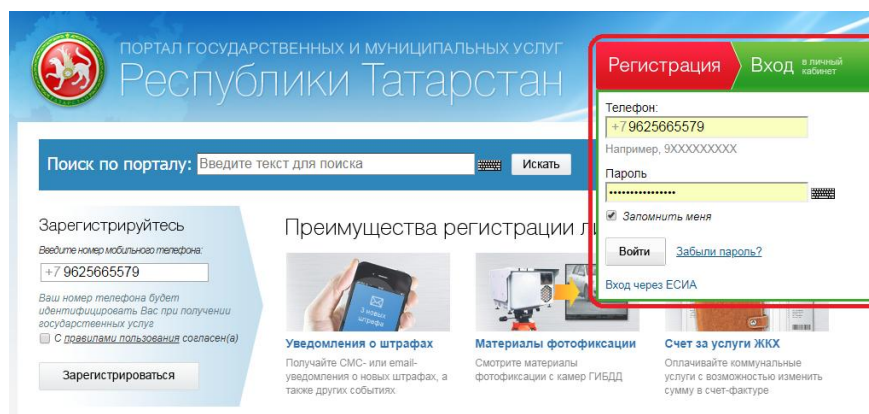 ПОРТАЛ ГОСУДАРСТВЕННЫХ И МУНИЦИПАЛЬНЫХ УСЛУГ
Республики Татарстан
Регистрация
Вход в личный кабинет
Телефон:
+7 9625665579
Например, 9XXXXXXXXX
Пароль
••••••••••••••••
Запомнить меня
Войти Забыли пароль?
Вход через ЕСИА
Поиск по порталу: Введите текст для поиска Искать
Зарегистрируйтесь
Введите номер мобильного телефона:
+7 9625665579
Ваш номер телефона будет
идентифицировать Вас при получении
государственных услуг
С правилами пользования согласен(а)
Зарегистрироваться
Преимущества регистрации
3 новых
штрафа
Уведомления о штрафах
Получайте СМС- или email-
уведомления о новых штрафах, а
также других событиях
Материалы фотофиксации
Смотрите материалы
фотофиксации с камер ГИБДД
Счет за услуги ЖКХ
Оплачивайте коммунальные
услуги с возможностью изменить
сумму в счет-фактуре